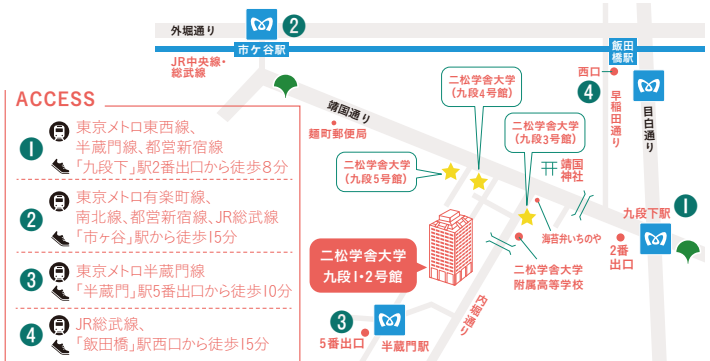 外堀通り
2
市ケ谷駅
JR中央線・
総武線
飯田
橋駅
西口
4
早稲田通り
目白通り
靖国通り
麹町郵便局
二松学舎大学
(九段4号館)
二松学舎大学
(九段3号館)
二松学舎大学
(九段5号館)
靖国
神社
九段下駅
1
2番
出口
海苔弁いちのや
二松学舎大学
附属高等学校
二松学舎大学
九段1・2号館
内堀通り
3
5番出口
半蔵門駅
ACCESS
1
東京メトロ東西線、
半蔵門線、都営新宿線
「九段下」駅2番出口から徒歩8分
2
東京メトロ有楽町線、
南北線、都営新宿線、JR総武線
「市ヶ谷」駅から徒歩15分
3
東京メトロ半蔵門線
「半蔵門」駅5番出口から徒歩10分
4
JR総武線、
「飯田橋」駅西口から徒歩15分